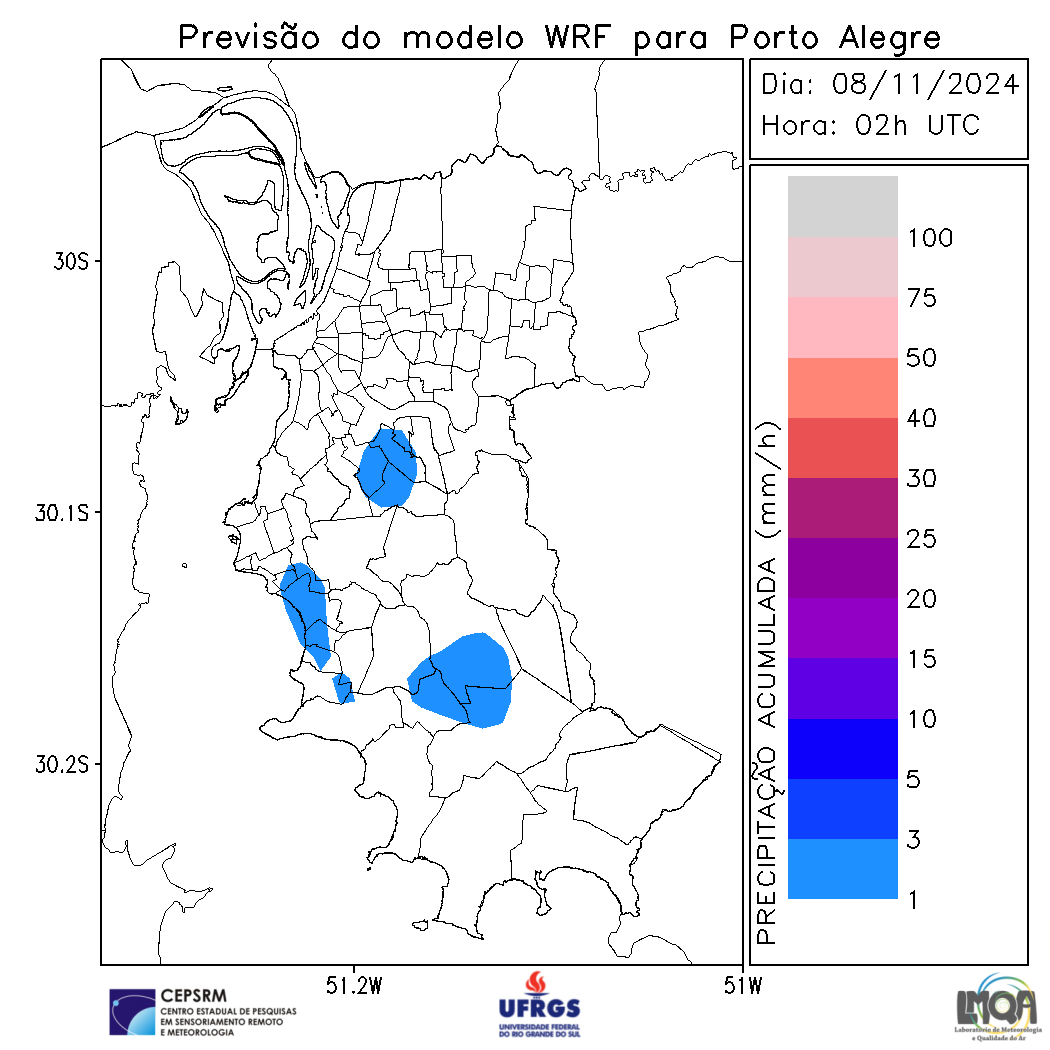 Previsão do modelo WRF para Porto Alegre
Dia: 08/11/2024
Hora: 02h UTC
30S
30.1S
30.2S
51.2W
51W
PRECIPITAÇÃO ACUMULADA (mm/h)
100
75
50
40
30
25
20
15
10
5
3
1
CEPSRM
CENTRO ESTADUAL DE PESQUISAS
EM SENSORIAMENTO REMOTO
E METEOROLOGIA
UFRGS
UNIVERSIDADE FEDERAL
DO RIO GRANDE DO SUL
LMQA
Laboratório de Meteorologia
e Qualidade do Ar